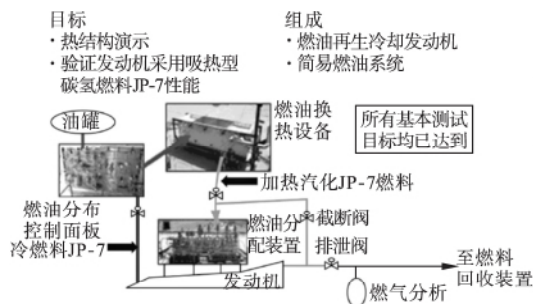 目标
·热结构演示
·验证发动机采用吸热型
碳氢燃料JP-7性能
组成
·燃油再生冷却发动机
·简易燃油系统
油罐
燃油换
热设备
所有基本测试
目标均已达到
加热汽化JP-7燃料
燃油分布
控制面板
冷燃料JP-7
燃油分
配装置
截断阀
排泄阀
发动机
至燃料
回收装置
燃气分析